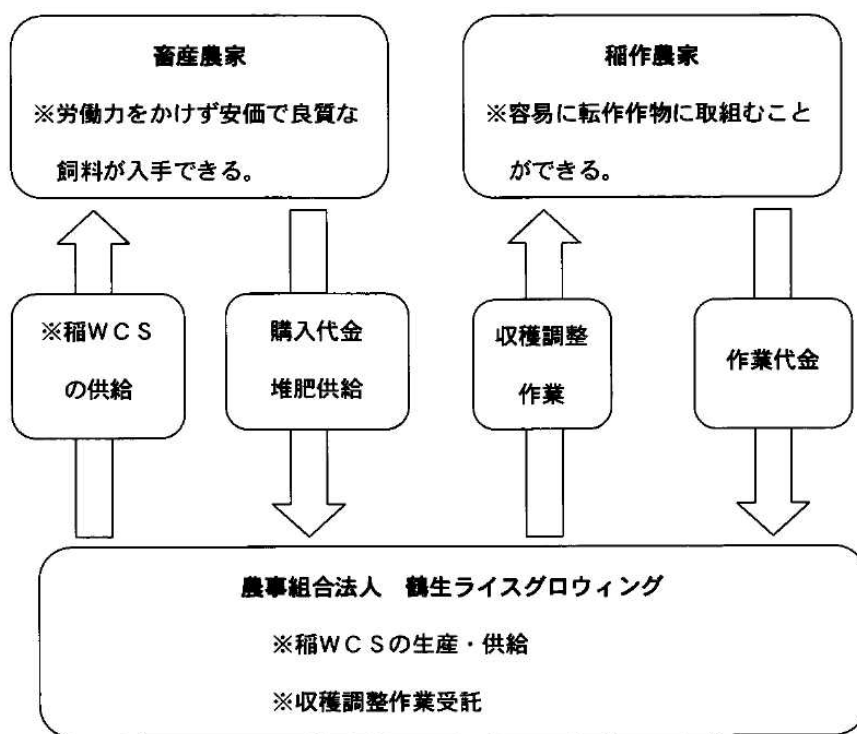 畜産農家
※労働力をかけず安価で良質な
飼料が入手できる。
稲作農家
※容易に転作作物に取組むこと
ができる。
※稲ＷＣＳ
の供給
購入代金
堆肥供給
収穫調整
作業
作業代金
農事組合法人　鶴生ライスグロウィング
※稲ＷＣＳの生産・供給
※収穫調整作業受託